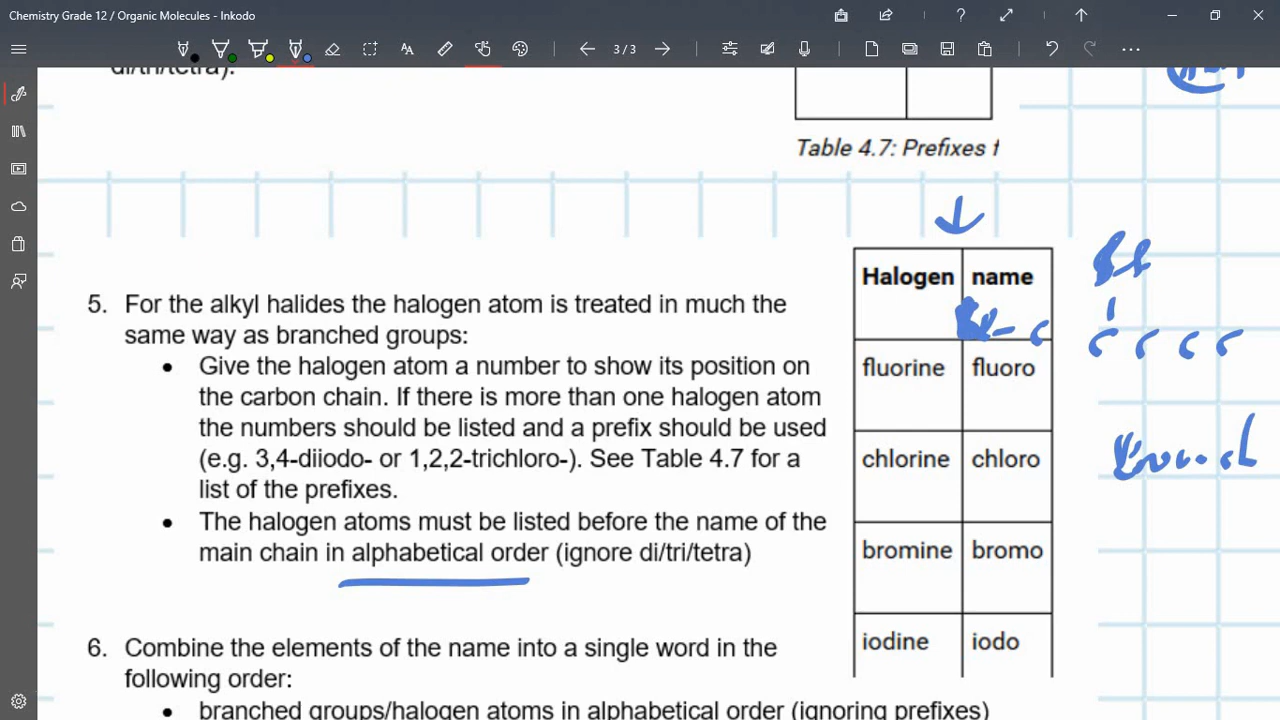 Chemistry Grade 12 / Organic Molecules - Inkodo
3 / 3
di/tri/tetra).
Table 4.7: Prefixes f
Halogen name
Br - C
Br
C C C C
fluorine fluoro
chlorine chloro
bromine bromo
iodine iodo
Branch
5. For the alkyl halides the halogen atom is treated in much the
same way as branched groups:
• Give the halogen atom a number to show its position on
the carbon chain. If there is more than one halogen atom
the numbers should be listed and a prefix should be used
(e.g. 3,4-diiodo- or 1,2,2-trichloro-). See Table 4.7 for a
list of the prefixes.
• The halogen atoms must be listed before the name of the
main chain in alphabetical order (ignore di/tri/tetra)
6. Combine the elements of the name into a single word in the
following order:
• branched groups/halogen atoms in alphabetical order (ignoring prefixes)